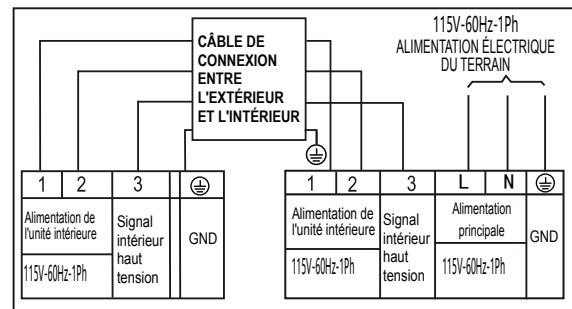 115V-60Hz-1Ph
ALIMENTATION ÉLECTRIQUE
DU TERRAIN
CÂBLE DE
CONNEXION
ENTRE
L'EXTÉRIEUR
ET L'INTÉRIEUR
1 2 3
Alimentation de
l'unité intérieure
115V-60Hz-1Ph
Signal
intérieur
haut
tension
GND
1 2 3 L N
Alimentation de
l'unité intérieure
115V-60Hz-1Ph
Signal
intérieur
haut
tension
Alimentation
principale
115V-60Hz-1Ph
GND